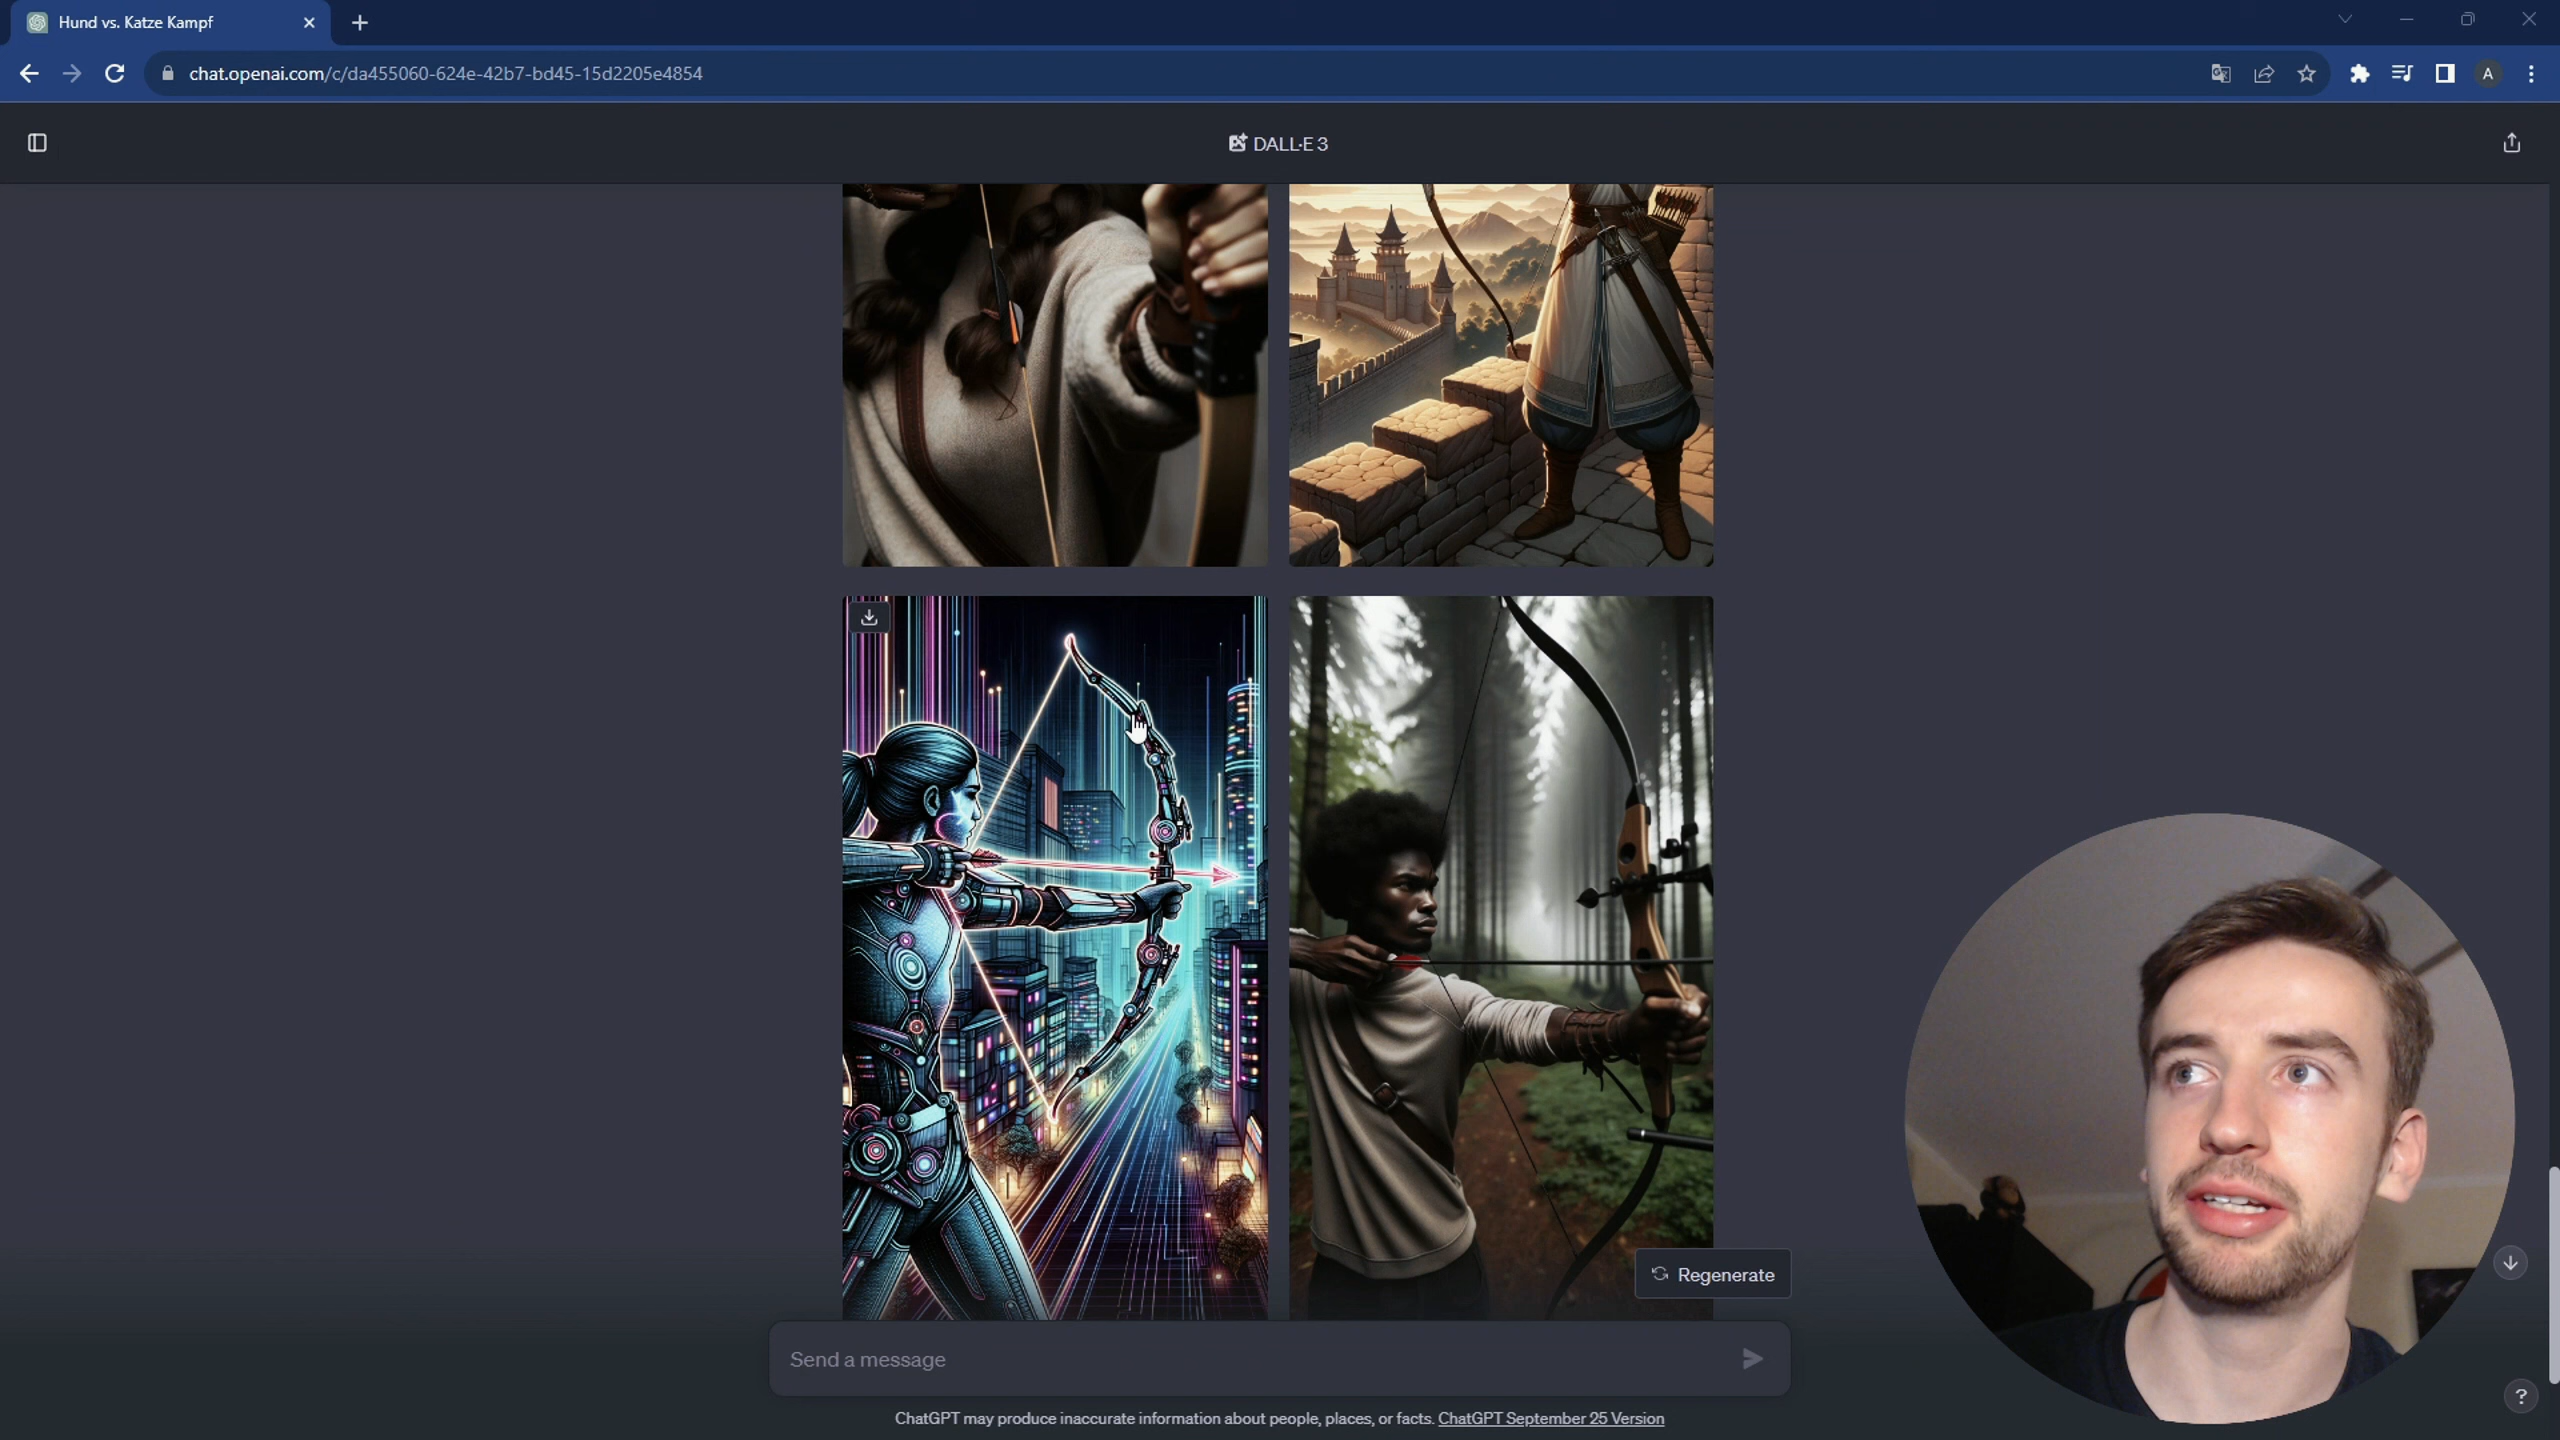 Hund vs. Katze Kampf
chat.openai.com/c/da455060-624e-42b7-bd45-15d2205e4854
A
DALL·E 3
Regenerate
Send a message
?
ChatGPT may produce inaccurate information about people, places, or facts. ChatGPT September 25 Version